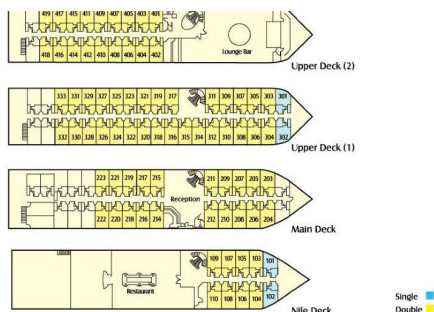 419 417 415 411 409 407 405 403 401
Lounge Bar
418 416 414 412 410 408 406 404 402
Upper Deck (2)
333 331 329 327 325 323 321 319 317 311 309 307 305 303 301
332 330 328 326 324 322 320 318 316 315 314 312 310 308 306 304 302
Upper Deck (1)
223 221 219 217 215 211 209 207 205 203
Reception
222 220 218 216 214 212 210 208 206 204
Main Deck
109 107 105 103 101
Restaurant
110 108 106 104 102
Nile Deck
Single
Double